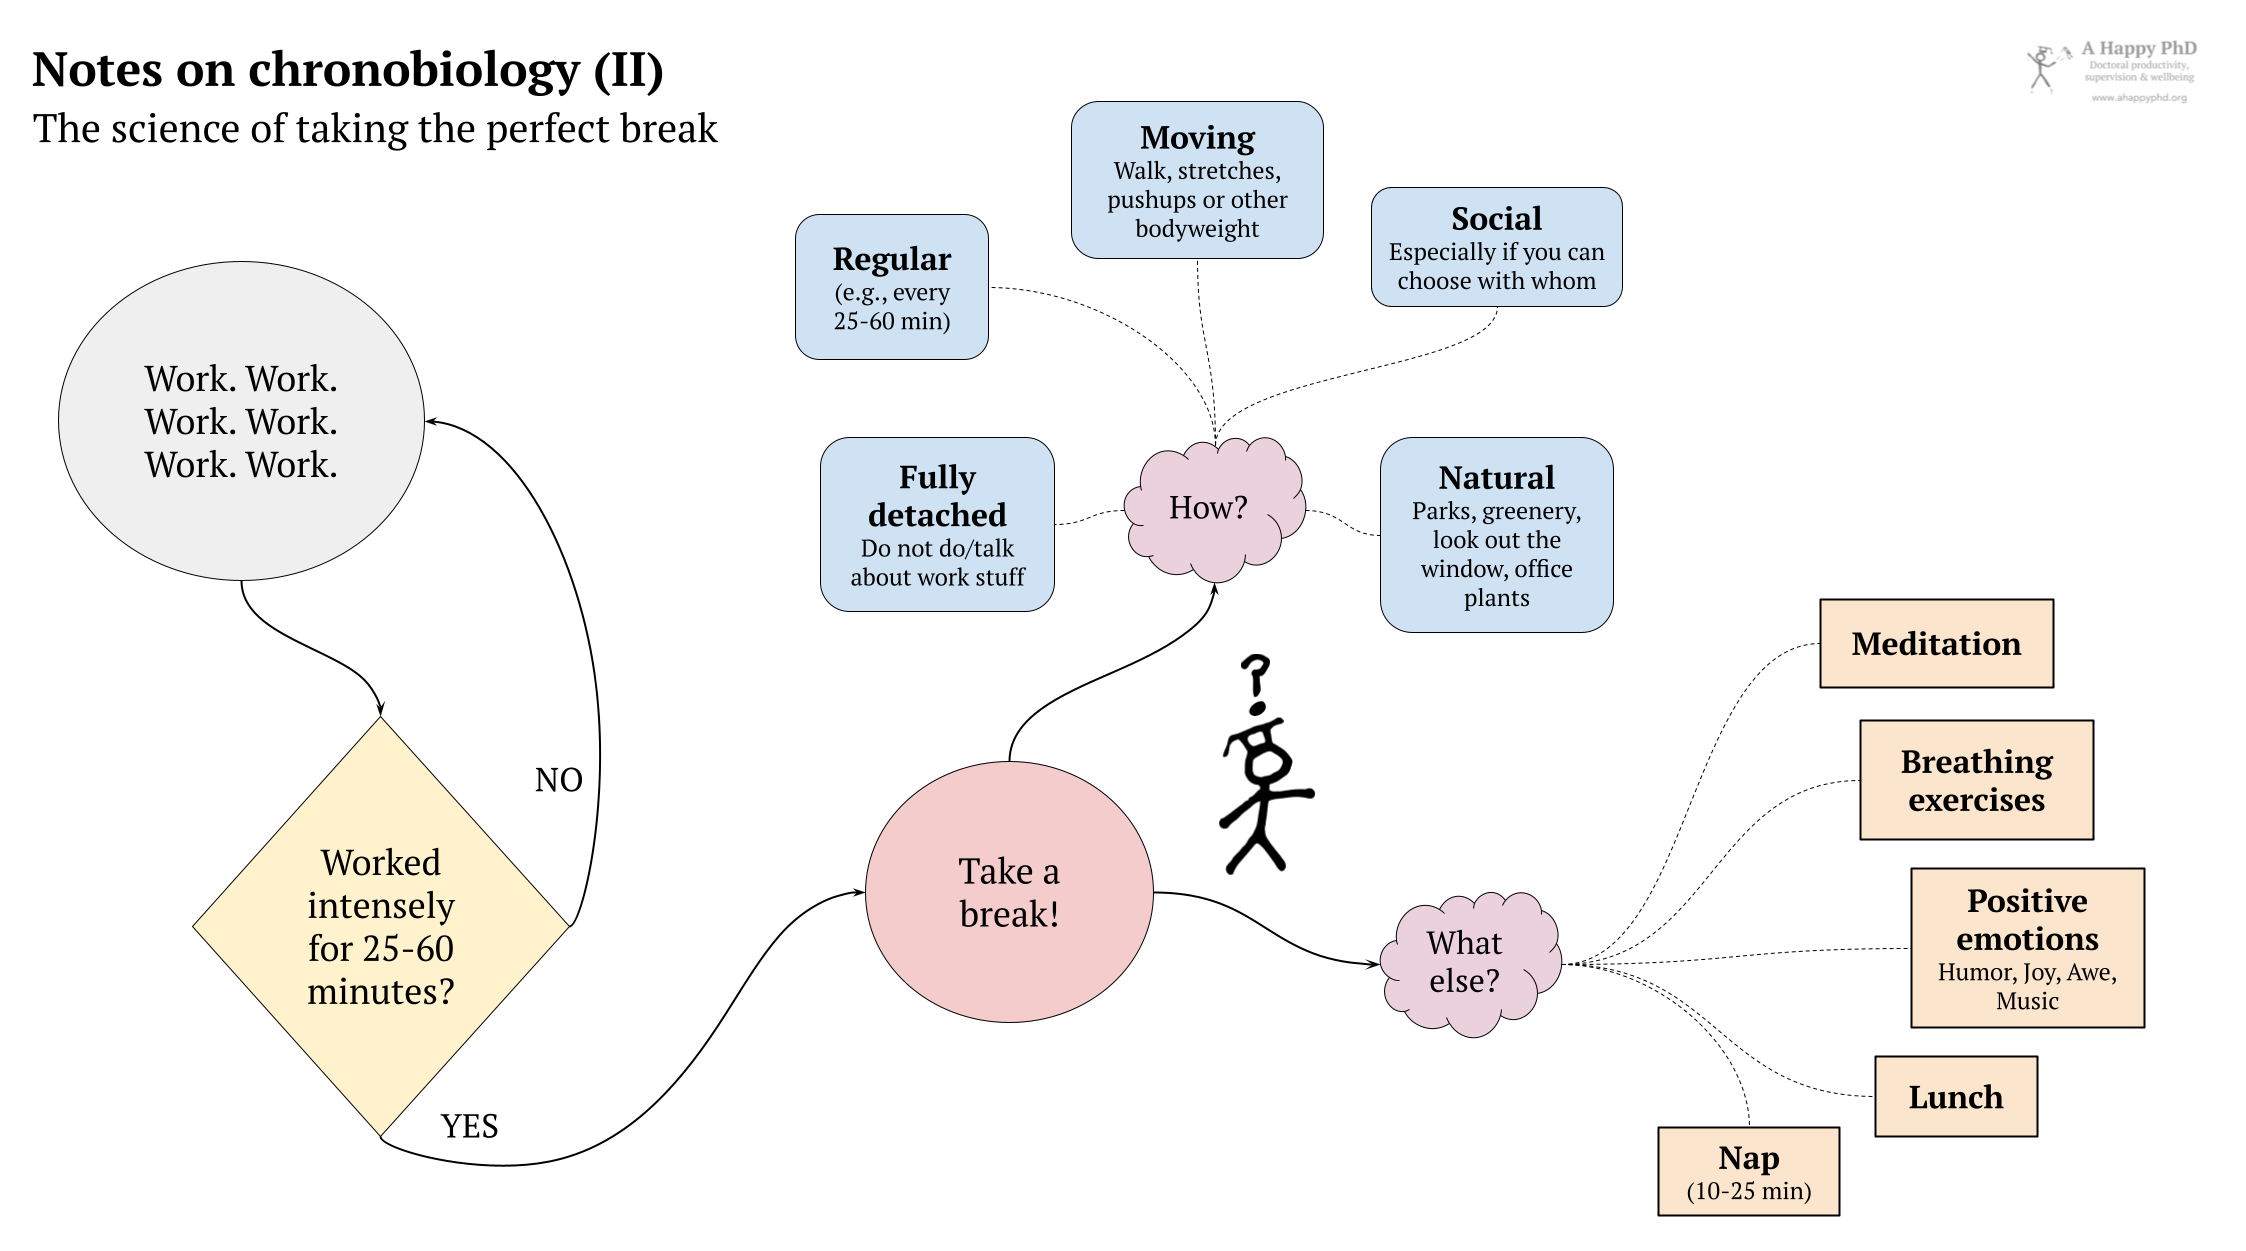 Notes on chronobiology (II)
The science of taking the perfect break
A Happy PhD
Doctoral productivity,
supervision & wellbeing
www.ahappyphd.org
Work. Work.
Work. Work.
Work. Work.
NO
Worked
intensely
for 25-60
minutes?
YES
Take a
break!
How?
Regular
(e.g., every
25-60 min)
Moving
Walk, stretches,
pushups or other
bodyweight
Social
Especially if you can
choose with whom
Fully
detached
Do not do/talk
about work stuff
Natural
Parks, greenery,
look out the
window, office
plants
?
What
else?
Meditation
Breathing
exercises
Positive
emotions
Humor, Joy, Awe,
Music
Lunch
Nap
(10-25 min)